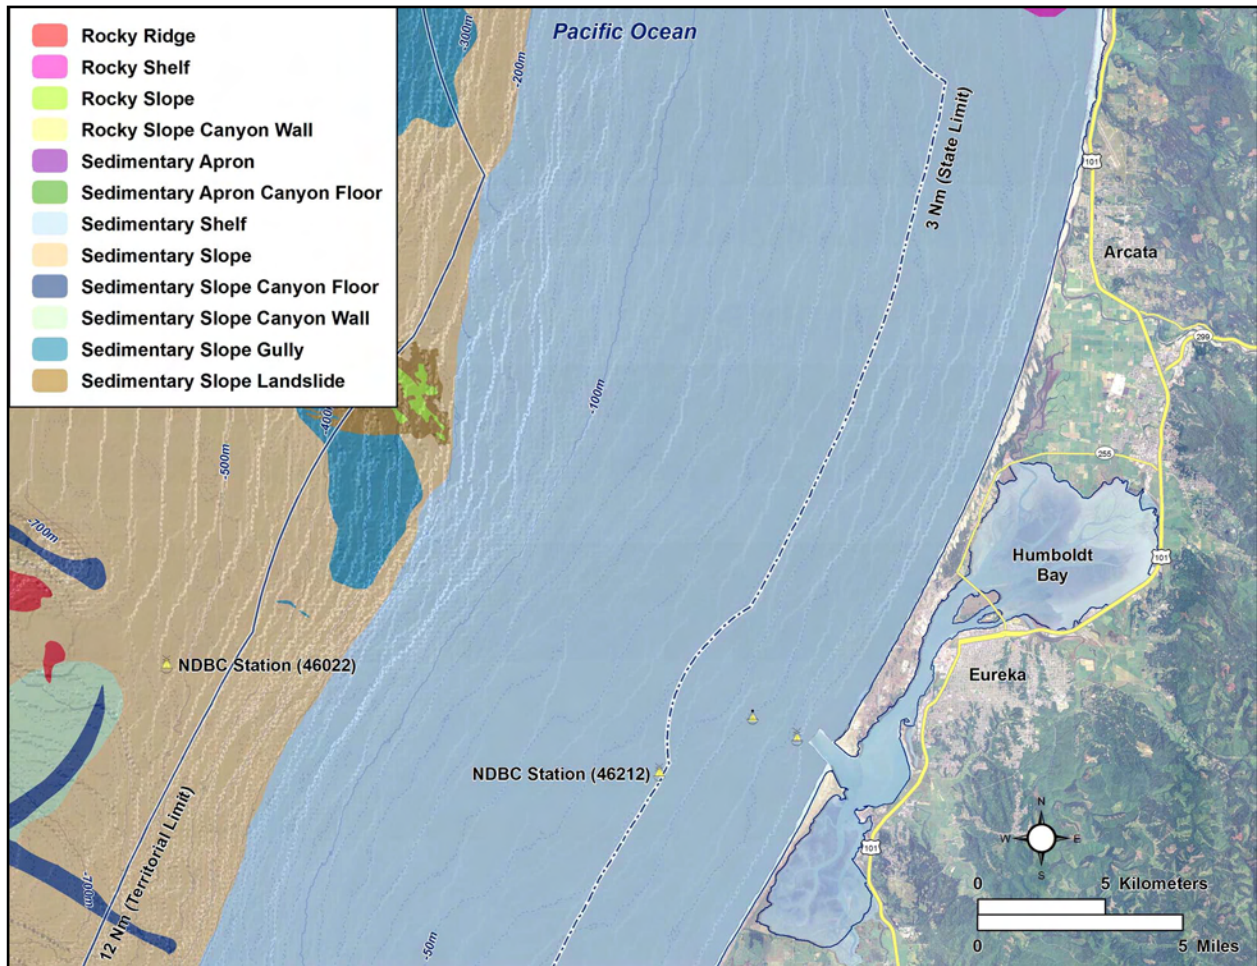 Rocky Ridge
Rocky Shelf
Rocky Slope
Rocky Slope Canyon Wall
Sedimentary Apron
Sedimentary Apron Canyon Floor
Sedimentary Shelf
Sedimentary Slope
Sedimentary Slope Canyon Floor
Sedimentary Slope Canyon Wall
Sedimentary Slope Gully
Sedimentary Slope Landslide
Pacific Ocean
-300m
-200m
3 Nm (State Limit)
101
Arcata
299
-100m
-400m
-500m
255
-700m
Humboldt
Bay
101
NDBC Station (46022)
Eureka
NDBC Station (46212)
12 Nm (Territorial Limit)
-700m
-50m
101
N
W
E
S
0
5 Kilometers
0
5 Miles